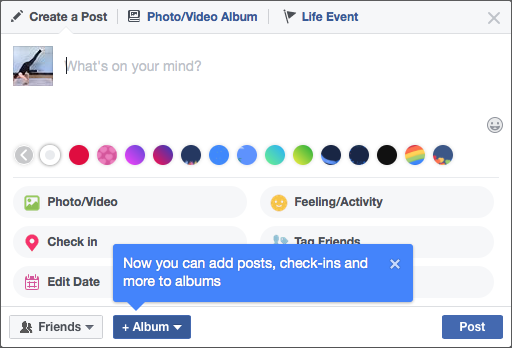 Create a Post
Photo/Video Album
Life Event
What's on your mind?
Photo/Video
Feeling/Activity
Check in
Tag Friends
Edit Date
Now you can add posts, check-ins and
more to albums
Friends
+ Album
Post